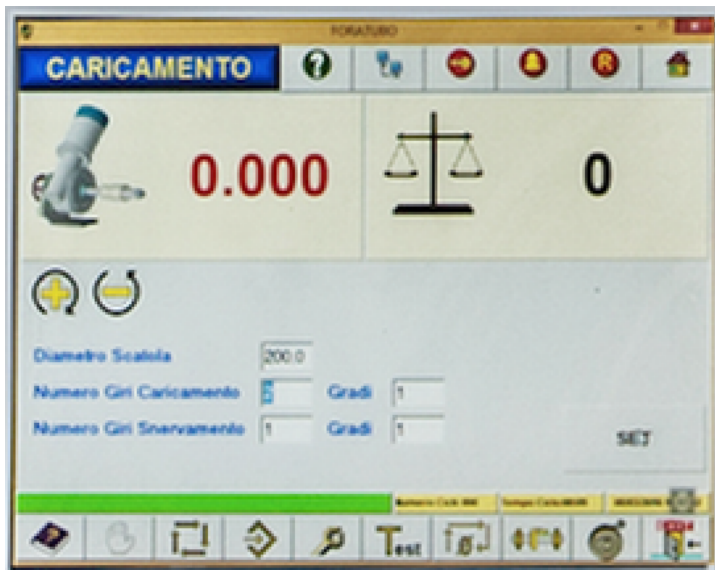 FORATUBO
CARICAMENTO
? R
0.000 0
Diametro Scatola 200.0
Numero Giri Caricamento Gradi 1
Numero Giri Snervamento 1 Gradi 1
SET
Test